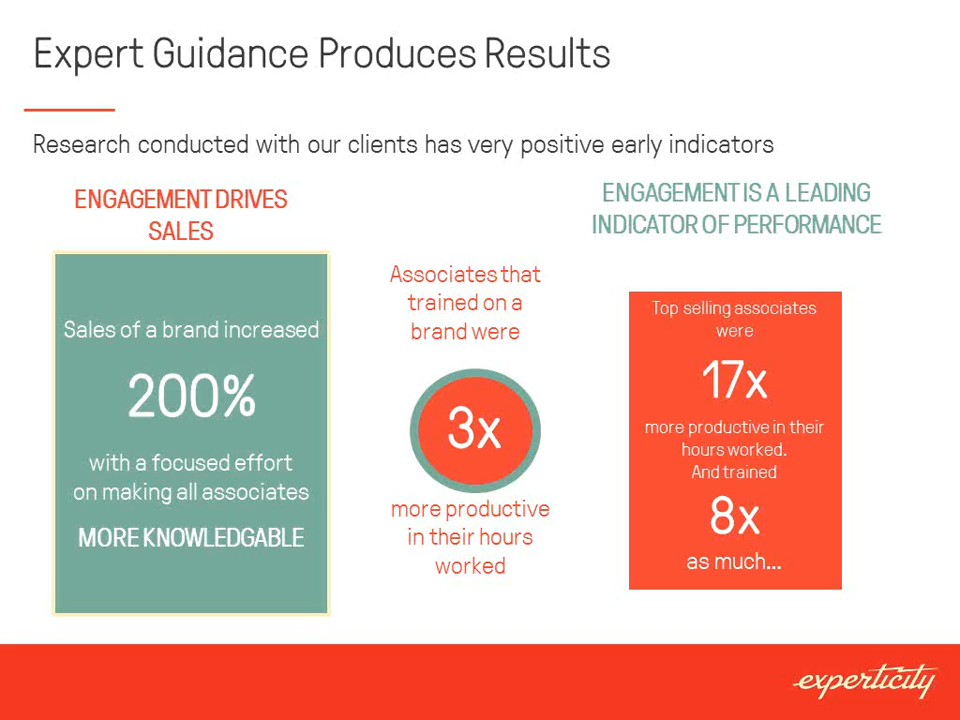 Expert Guidance Produces Results
Research conducted with our clients has very positive early indicators
ENGAGEMENT DRIVES
SALES
Sales of a brand increased
200%
with a focused effort
on making all associates
MORE KNOWLEDGABLE
Associates that
trained on a
brand were
3x
more productive
in their hours
worked
ENGAGEMENT IS A LEADING
INDICATOR OF PERFORMANCE
Top selling associates
were
17x
more productive in their
hours worked.
And trained
8x
as much...
experticity